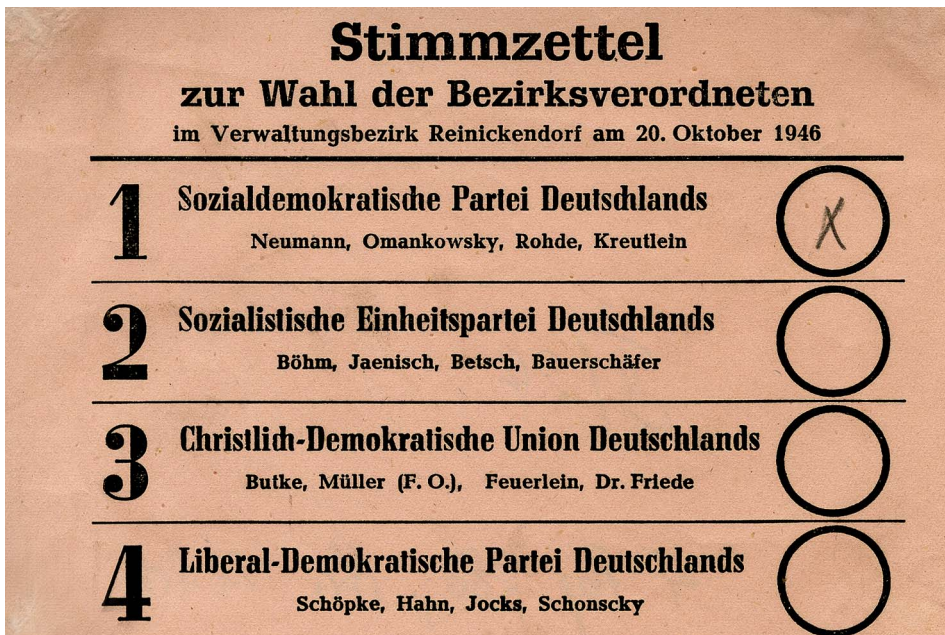 Stimmzettel
zur Wahl der Bezirksverordneten
im Verwaltungsbezirk Reinickendorf am 20. Oktober 1946
1 Sozialdemokratische Partei Deutschlands
Neumann, Omankowsky, Rohde, Kreutlein
X
2 Sozialistische Einheitspartei Deutschlands
Böhm, Jaenisch, Betsch, Bauerschäfer
3 Christlich-Demokratische Union Deutschlands
Butke, Müller (F. O.), Feuerlein, Dr. Friede
4 Liberal-Demokratische Partei Deutschlands
Schöpke, Hahn, Jocks, Schonscky